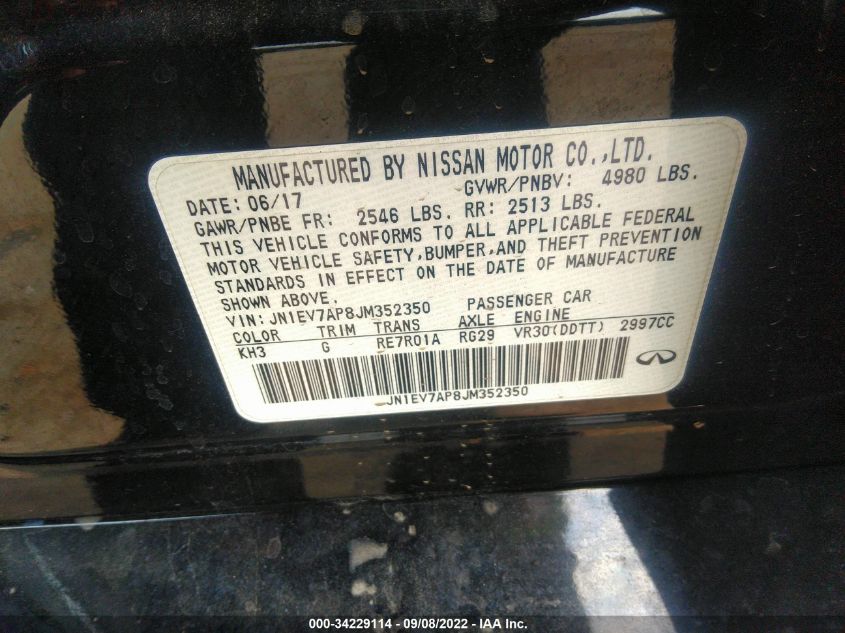 MANUFACTURED BY NISSAN MOTOR CO.,LTD.
DATE: 06/17 GVWR/PNBV: 4980 LBS.
GAWR/PNBE FR: 2546 LBS. RR: 2513 LBS.
THIS VEHICLE CONFORMS TO ALL APPLICABLE FEDERAL
MOTOR VEHICLE SAFETY,BUMPER,AND THEFT PREVENTION
STANDARDS IN EFFECT ON THE DATE OF MANUFACTURE
SHOWN ABOVE.
VIN: JN1EV7AP8JM352350 PASSENGER CAR
COLOR TRIM TRANS AXLE ENGINE
KH3 G RE7R01A RG29 VR30(DDTT) 2997CC
JN1EV7AP8JM352350
000-34229114 - 09/08/2022 - © IAA Inc.